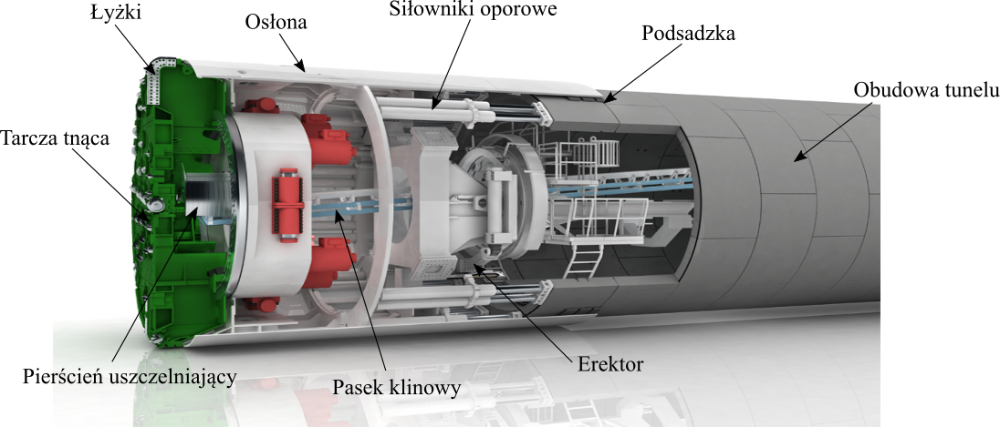 Łyżki
Siłowniki oporowe
Osłona
Podsadzka
Obudowa tunelu
Tarcza tnąca
Erektor
Pierścień uszczelniający
Pasek klinowy